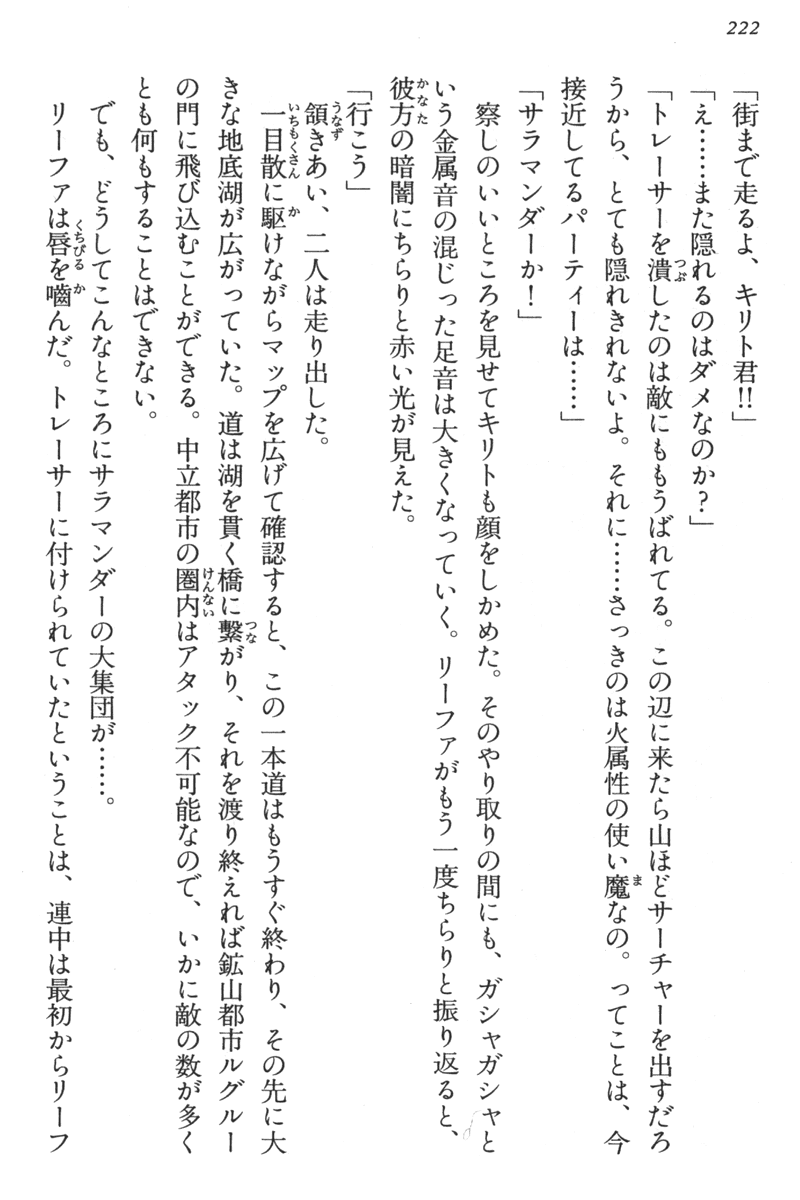 222
「街まで走るよ、キリト君!!」
「え……また隠れるのはダメなのか?」
「トレーサーを潰したのは敵にももうばれてる。この辺に来たら山ほどサーチャーを出すだろ
うから、とても隠れきれないよ。それに……さっきのは火属性の使い魔なの。ってことは、今
接近してるパーティーは……」
「サラマンダーか!」
察しのいいところを見せてキリトも顔をしかめた。そのやり取りの間にも、ガシャガシャと
いう金属音の混じった足音は大きくなっていく。リーファがもう一度ちらりと振り返ると、
彼方の暗闇にちらりと赤い光が見えた。
「行こう」
頷きあい、二人は走り出した。
一目散に駆けながらマップを広げて確認すると、この一本道はもうすぐ終わり、その先に大
きな地底湖が広がっていた。道は湖を貫く橋に繋がり、それを渡り終えれば鉱山都市ルグルー
の門に飛び込むことができる。中立都市の圏内はアタック不可能なので、いかに敵の数が多く
とも何もすることはできない。
でも、どうしてこんなところにサラマンダーの大集団が……。
リーファは唇を嚙んだ。トレーサーに付けられていたということは、連中は最初からリーフ